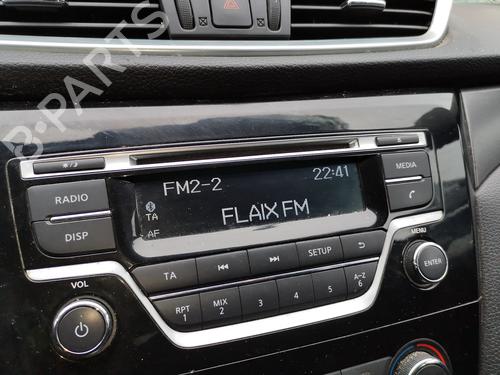 B-PARTS
RADIO
DISP
VOL
FM2-2 22:41
TA
AF
FLAIX FM
MEDIA
MENU
ENTER
TA SETUP
RPT 1 MIX 2 3 4 5 A-Z 6